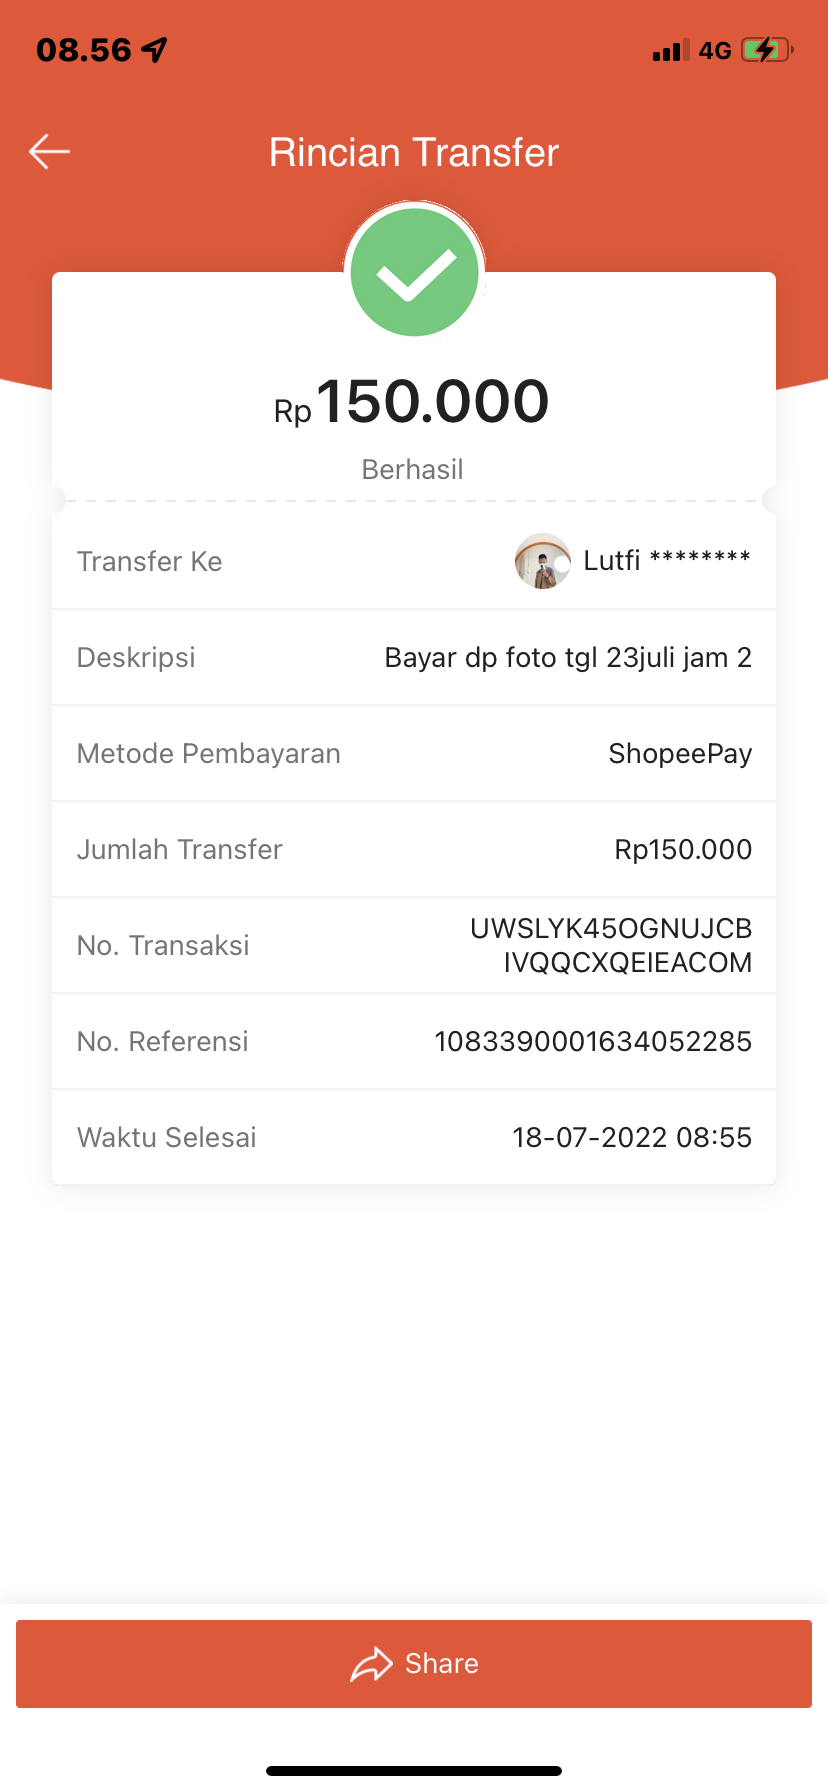 08.56
4G
Rincian Transfer
Rp150.000
Berhasil
Transfer Ke
Lutfi ********
Deskripsi
Bayar dp foto tgl 23juli jam 2
Metode Pembayaran
ShopeePay
Jumlah Transfer
Rp150.000
No. Transaksi
UWSLYK45OGNUJCB
IVQQCXQEIEACOM
No. Referensi
1083390001634052285
Waktu Selesai
18-07-2022 08:55
Share